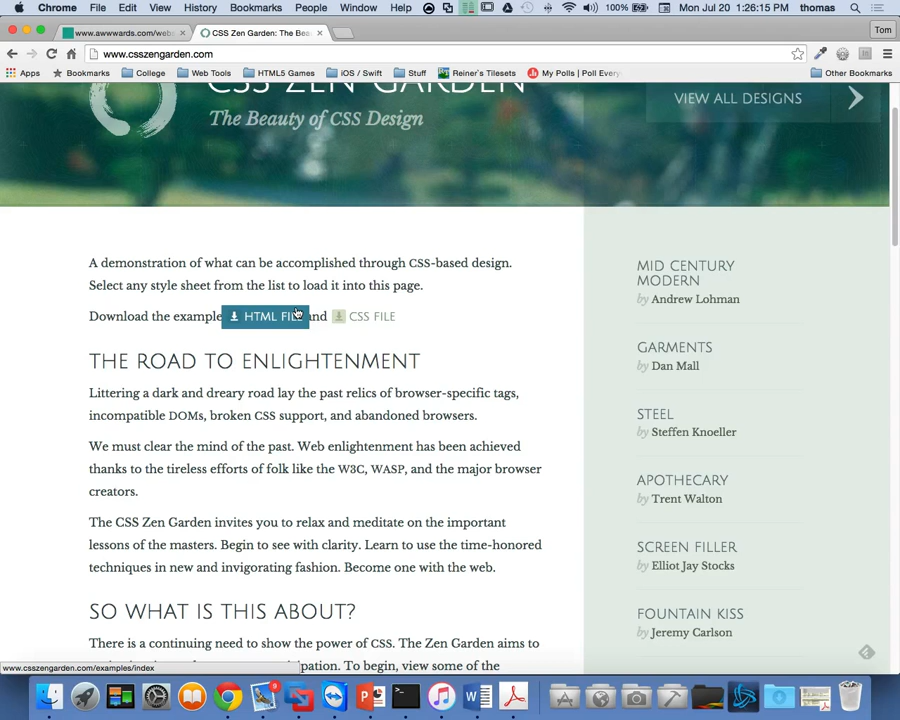 Chrome File Edit View History Bookmarks People Window Help 100% Mon Jul 20 1:26:15 PM thomas
www.awwwards.com/webs CSS Zen Garden: The Bea Tom
www.csszengarden.com
Apps Bookmarks College Web Tools HTML5 Games iOS / Swift Stuff Reiner's Tilesets My Polls | Poll Every Other Bookmarks
CSS ZEN GARDEN
The Beauty of CSS Design
VIEW ALL DESIGNS
A demonstration of what can be accomplished through CSS-based design.
Select any style sheet from the list to load it into this page.
Download the example HTML FILE and CSS FILE
THE ROAD TO ENLIGHTENMENT
Littering a dark and dreary road lay the past relics of browser-specific tags,
incompatible DOMs, broken CSS support, and abandoned browsers.
We must clear the mind of the past. Web enlightenment has been achieved
thanks to the tireless efforts of folk like the W3C, WASP, and the major browser
creators.
The CSS Zen Garden invites you to relax and meditate on the important
lessons of the masters. Begin to see with clarity. Learn to use the time-honored
techniques in new and invigorating fashion. Become one with the web.
SO WHAT IS THIS ABOUT?
There is a continuing need to show the power of CSS. The Zen Garden aims to
participation. To begin, view some of the
MID CENTURY
MODERN
by Andrew Lohman
GARMENTS
by Dan Mall
STEEL
by Steffen Knoeller
APOTHECARY
by Trent Walton
SCREEN FILLER
by Elliot Jay Stocks
FOUNTAIN KISS
by Jeremy Carlson
www.csszengarden.com/examples/index
9